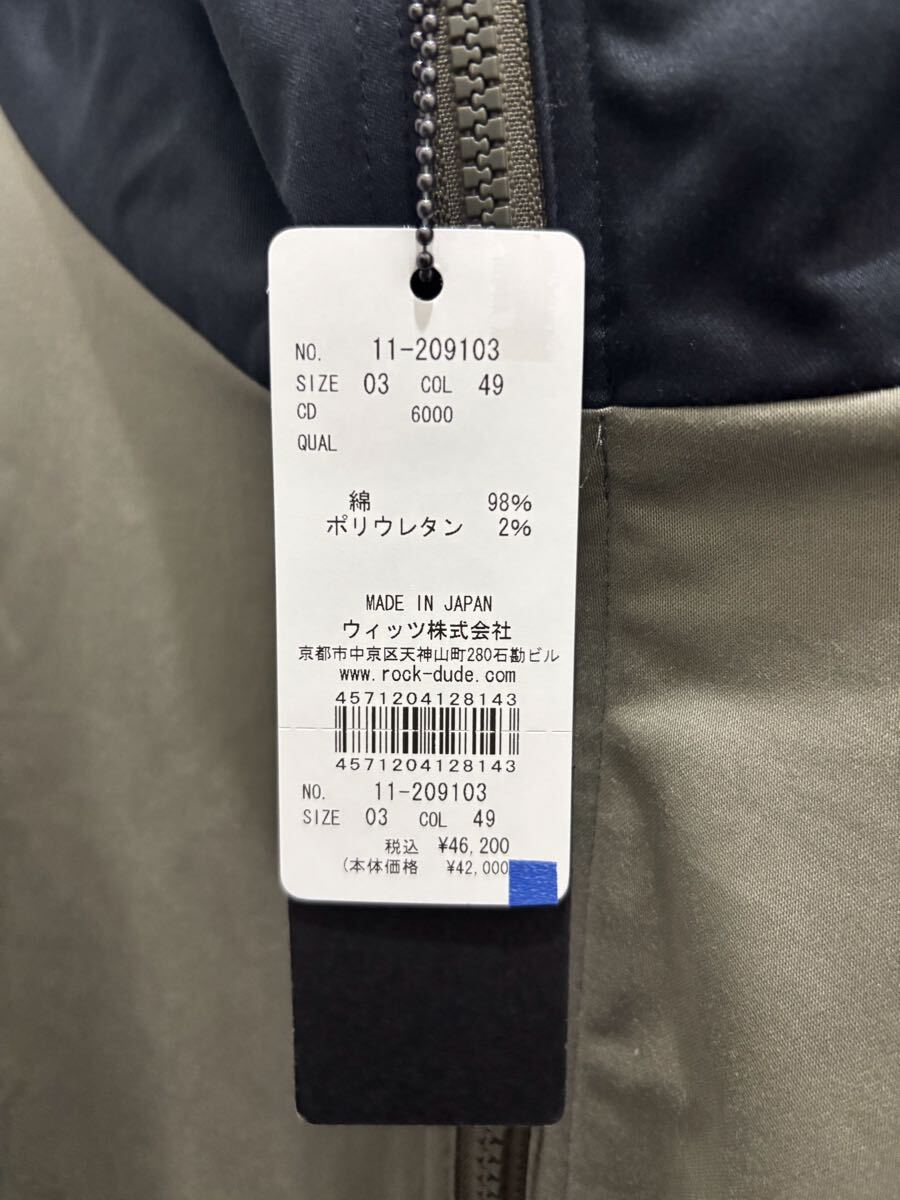 NO. 11-209103
SIZE 03 COL 49
CD 6000
QUAL
綿 98%
ポリウレタン 2%
MADE IN JAPAN
ウィッツ株式会社
京都市中京区天神山町280石勘ビル
www.rock-dude.com
4571204128143
4571204128143
NO. 11-209103
SIZE 03 COL 49
税込 ¥46,200
(本体価格 ¥42,000